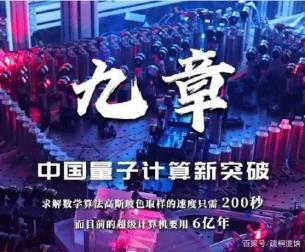 九章
中国量子计算新突破
求解数学算法高斯玻色取样的速度只需 200秒
而目前的超级计算机要用 6亿年
百家号/疏桐流响